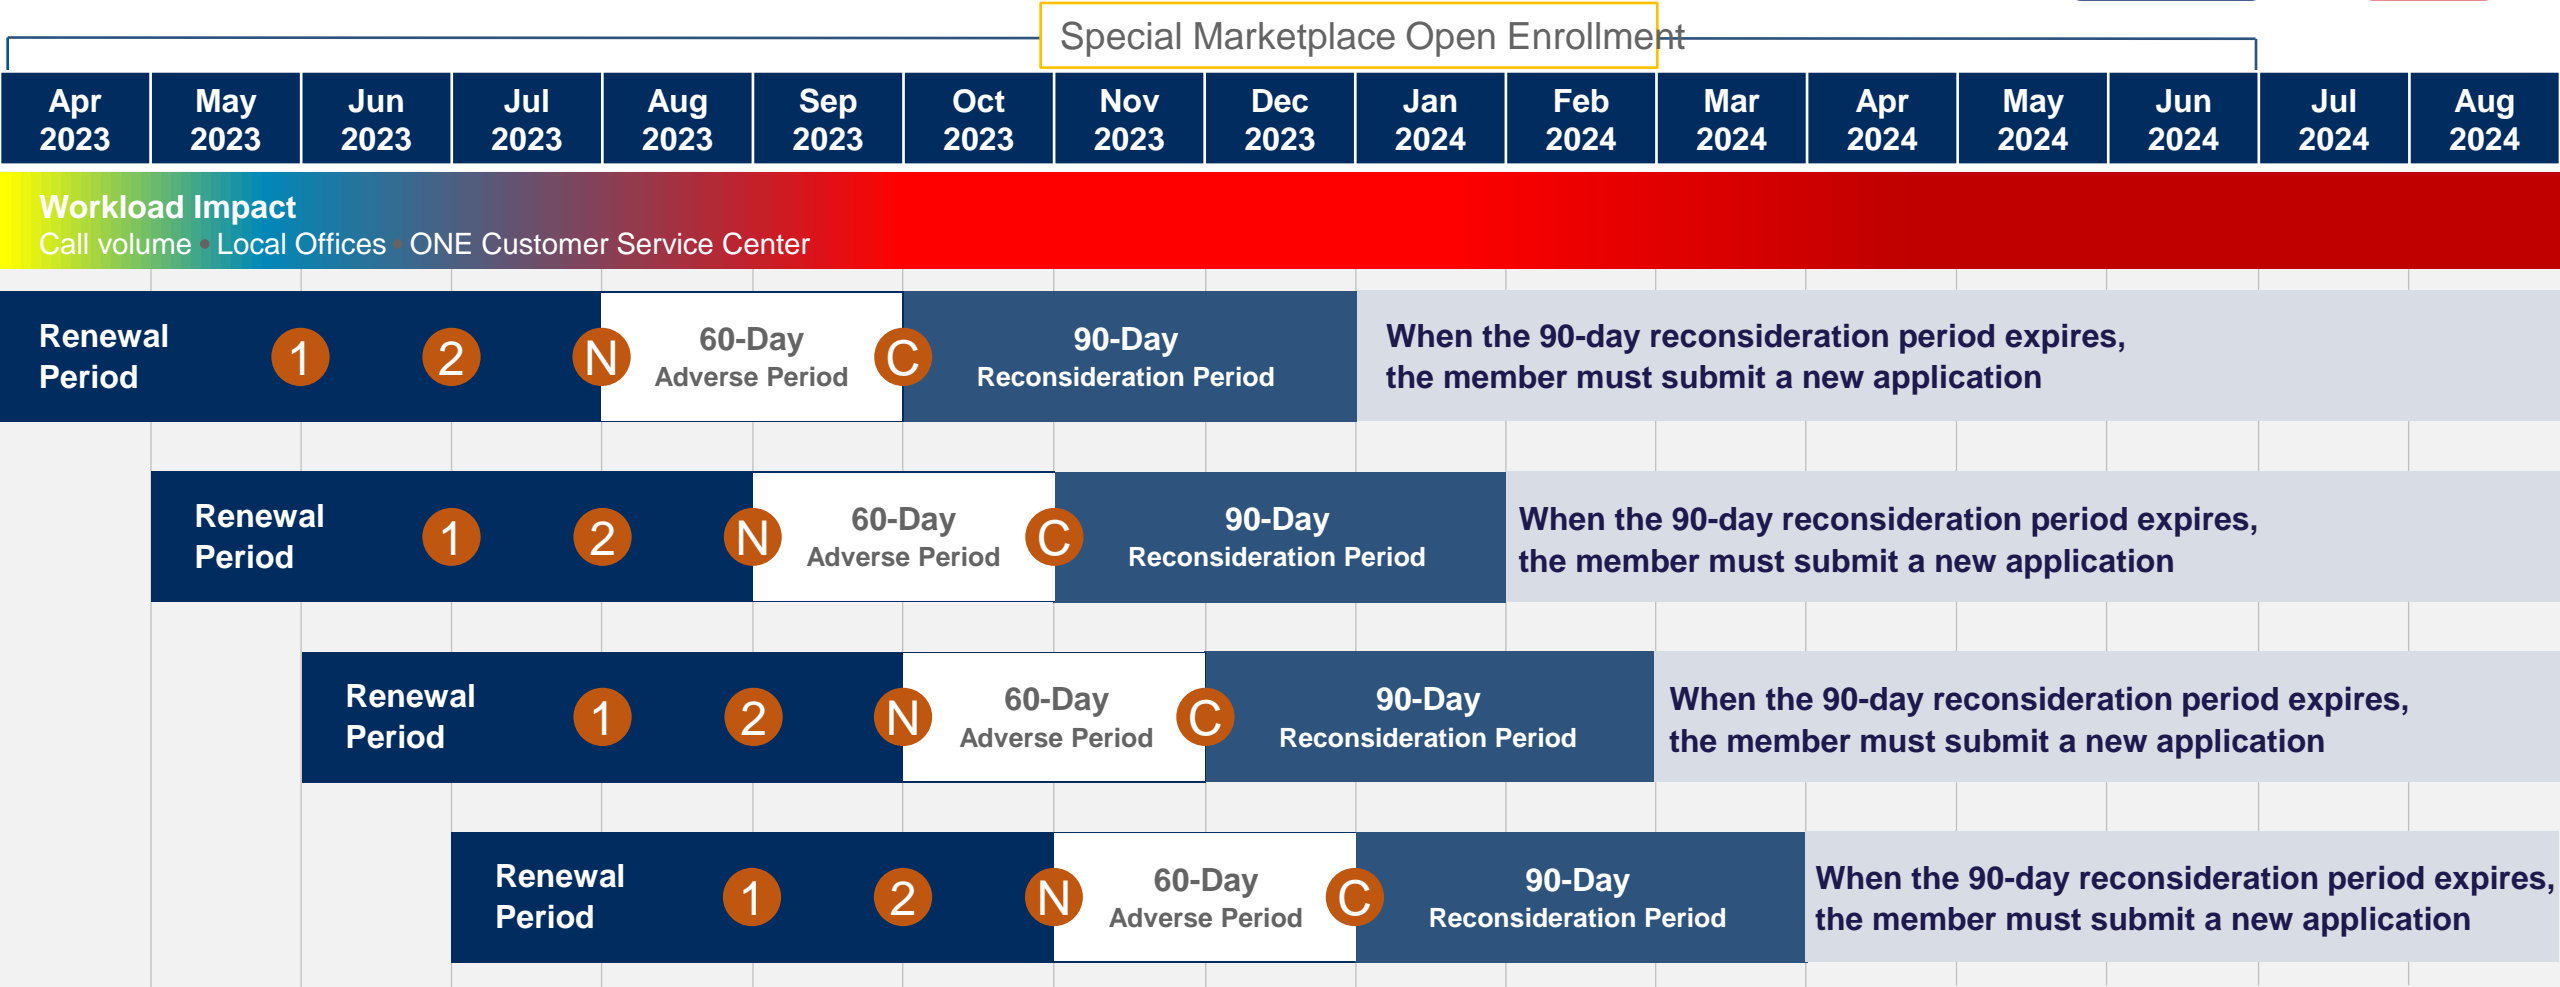 Special Marketplace Open Enrollment
Apr May Jun Jul Aug Sep Oct Nov Dec Jan Feb Mar Apr May Jun Jul Aug
2023 2023 2023 2023 2023 2023 2023 2023 2023 2024 2024 2024 2024 2024 2024 2024 2024
Workload Impact
Call volume • Local Offices • ONE Customer Service Center
Renewal
Period
1
2
N
60-Day
Adverse Period
C
90-Day
Reconsideration Period
When the 90-day reconsideration period expires,
the member must submit a new application
Renewal
Period
1
2
N
60-Day
Adverse Period
C
90-Day
Reconsideration Period
When the 90-day reconsideration period expires,
the member must submit a new application
Renewal
Period
1
2
N
60-Day
Adverse Period
C
90-Day
Reconsideration Period
When the 90-day reconsideration period expires,
the member must submit a new application
Renewal
Period
1
2
N
60-Day
Adverse Period
C
90-Day
Reconsideration Period
When the 90-day reconsideration period expires,
the member must submit a new application